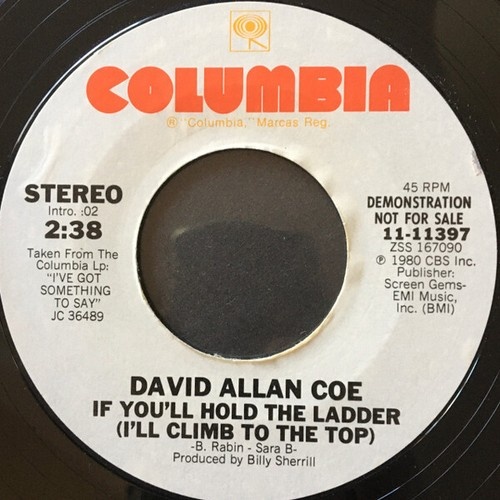 COLUMBIA
® "Columbia," Marcas Reg.
STEREO
Intro. :02
2:38
Taken From The
Columbia Lp:
"I'VE GOT
SOMETHING
TO SAY"
JC 36489
45 RPM
DEMONSTRATION
NOT FOR SALE
11-11397
ZSS 167090
℗ 1980 CBS Inc.
Publisher:
Screen Gems-
EMI Music,
Inc. (BMI)
DAVID ALLAN COE
IF YOU'LL HOLD THE LADDER
(I'LL CLIMB TO THE TOP)
-B. Rabin - Sara B-
Produced by Billy Sherrill